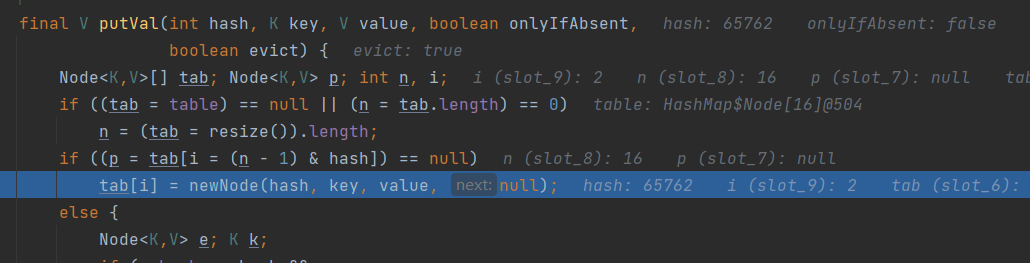 final V putVal(int hash, K key, V value, boolean onlyIfAbsent, hash: 65762 onlyIfAbsent: false
boolean evict) { evict: true
Node<K,V>[] tab; Node<K,V> p; int n, i; i (slot_9): 2 n (slot_8): 16 p (slot_7): null tab
if ((tab = table) == null || (n = tab.length) == 0) table: HashMap$Node[16]@504
n = (tab = resize()).length;
if ((p = tab[i = (n - 1) & hash]) == null) n (slot_8): 16 p (slot_7): null
tab[i] = newNode(hash, key, value, next: null); hash: 65762 i (slot_9): 2 tab (slot_6):
else {
Node<K,V> e; K k;